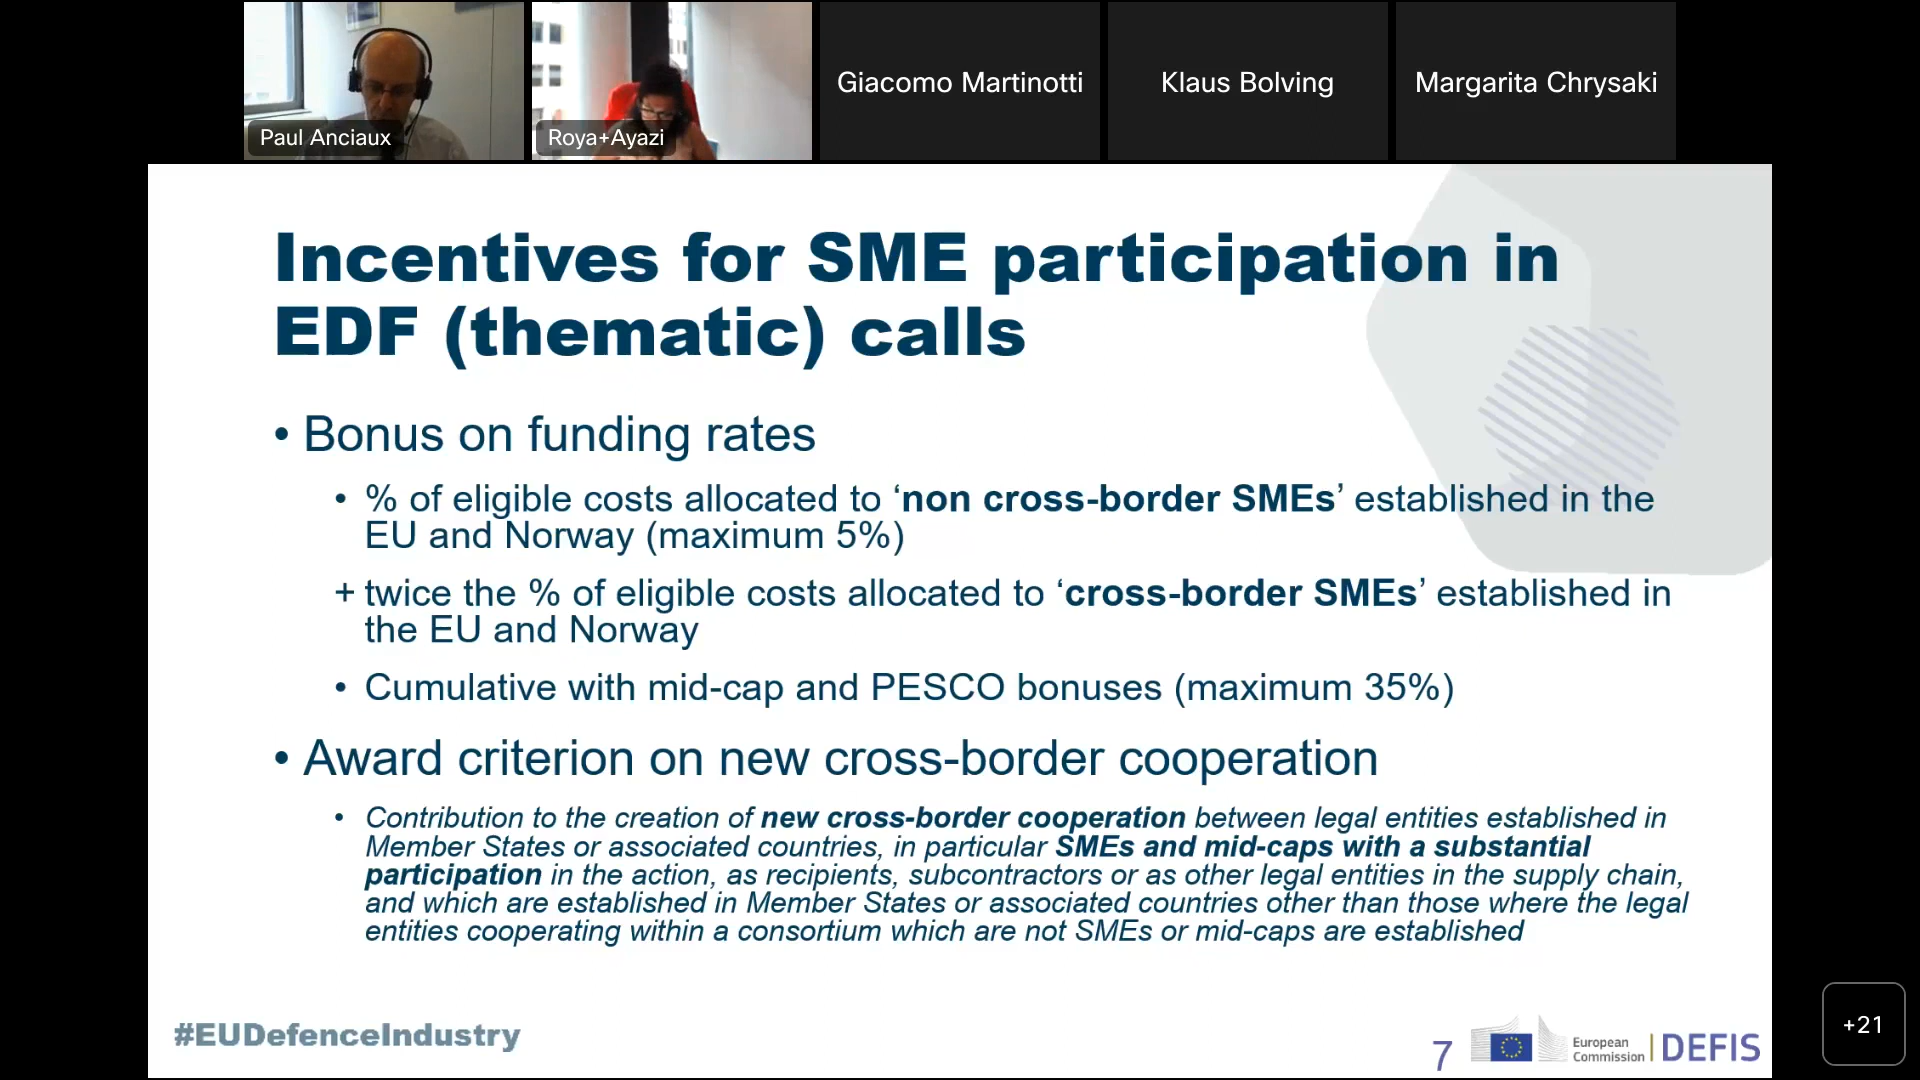 Paul Anciaux
Roya+Ayazi
Giacomo Martinotti
Klaus Bolving
Margarita Chrysaki
Incentives for SME participation in
EDF (thematic) calls
• Bonus on funding rates
• % of eligible costs allocated to ‘non cross-border SMEs’ established in the
EU and Norway (maximum 5%)
+ twice the % of eligible costs allocated to ‘cross-border SMEs’ established in
the EU and Norway
• Cumulative with mid-cap and PESCO bonuses (maximum 35%)
• Award criterion on new cross-border cooperation
• Contribution to the creation of new cross-border cooperation between legal entities established in
Member States or associated countries, in particular SMEs and mid-caps with a substantial
participation in the action, as recipients, subcontractors or as other legal entities in the supply chain,
and which are established in Member States or associated countries other than those where the legal
entities cooperating within a consortium which are not SMEs or mid-caps are established
#EUDefenceIndustry
7
European
Commission
DEFIS
+21